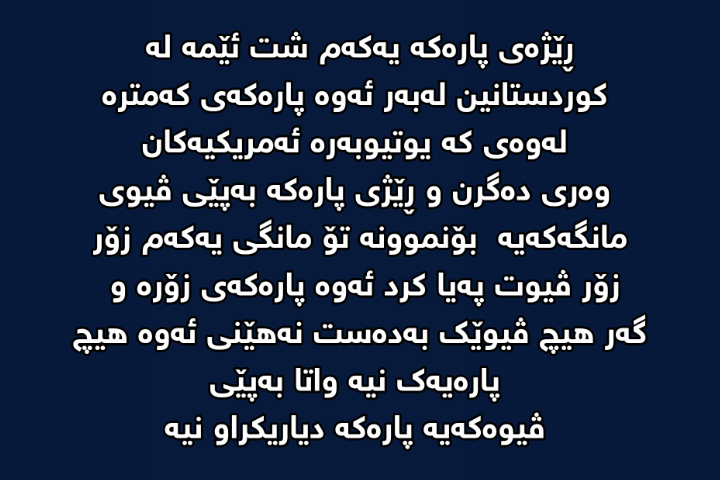 ڕێژەی پارەکە یەکەم شت ئێمە لە
کوردستانین لەبەر ئەوە پارەکەی کەمترە
لەوەی کە یوتیوبەرە ئەمریکیەکان
وەری دەگرن و ڕێژی پارەکە بەپێی ڤیوی
مانگەکەیە بۆنموونە تۆ مانگی یەکەم زۆر
زۆر ڤیوت پەیا کرد ئەوە پارەکەی زۆرە و
گەر هیچ ڤیوێک بەدەست نەهێنی ئەوە هیچ
پارەیەک نیە واتا بەپێی
ڤیوەکەیە پارەکە دیاریکراو نیە